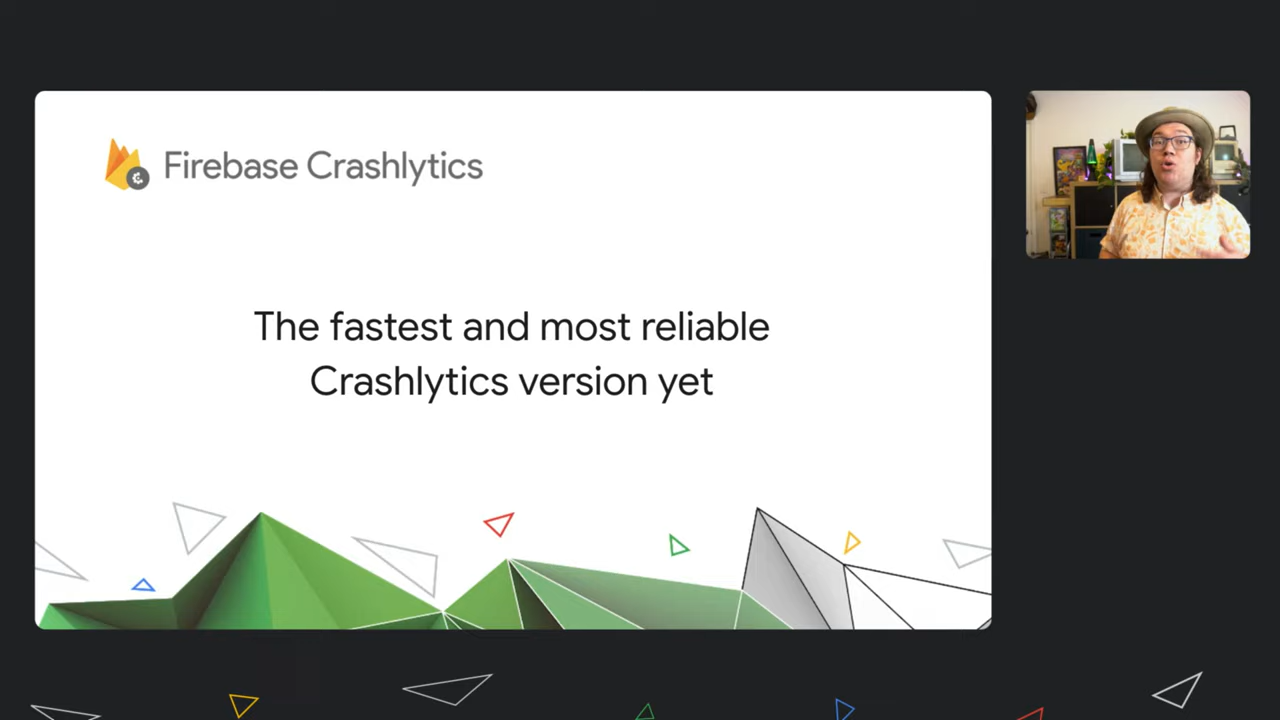 Firebase Crashlytics
The fastest and most reliable
Crashlytics version yet